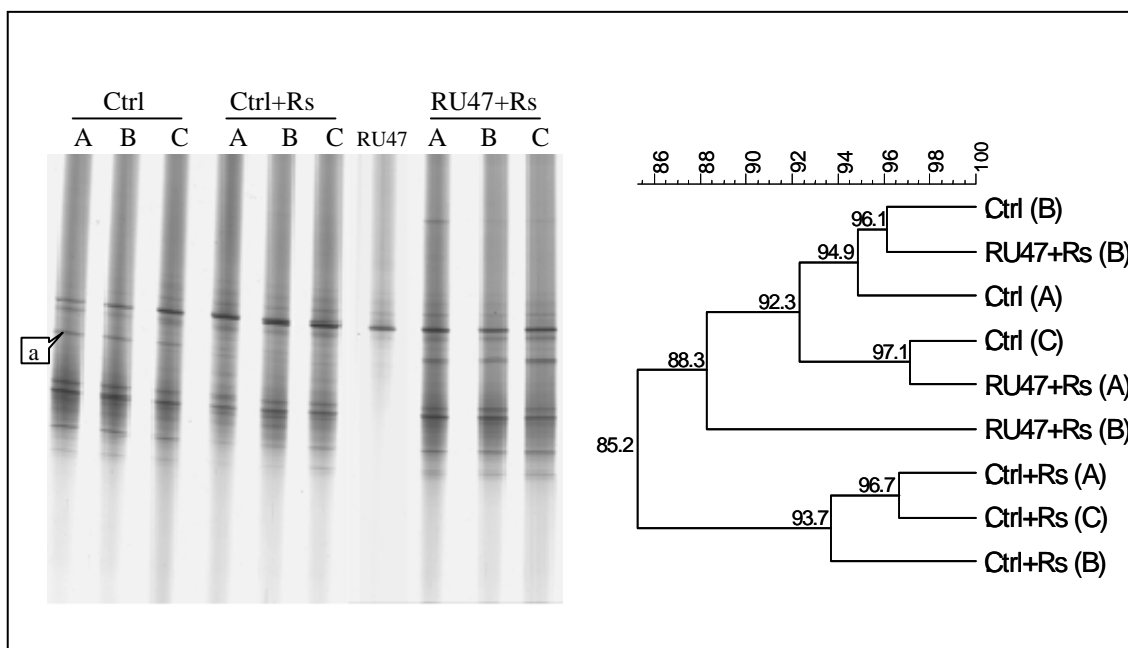 Ctrl Ctrl+Rs RU47+Rs
A B C A B C RU47 A B C
a
86 88 90 92 94 96 98 100
96.1 Ctrl (B)
RU47+Rs (B)
94.9 Ctrl (A)
92.3
97.1 Ctrl (C)
RU47+Rs (A)
88.3 RU47+Rs (B)
85.2
96.7 Ctrl+Rs (A)
93.7 Ctrl+Rs (C)
Ctrl+Rs (B)